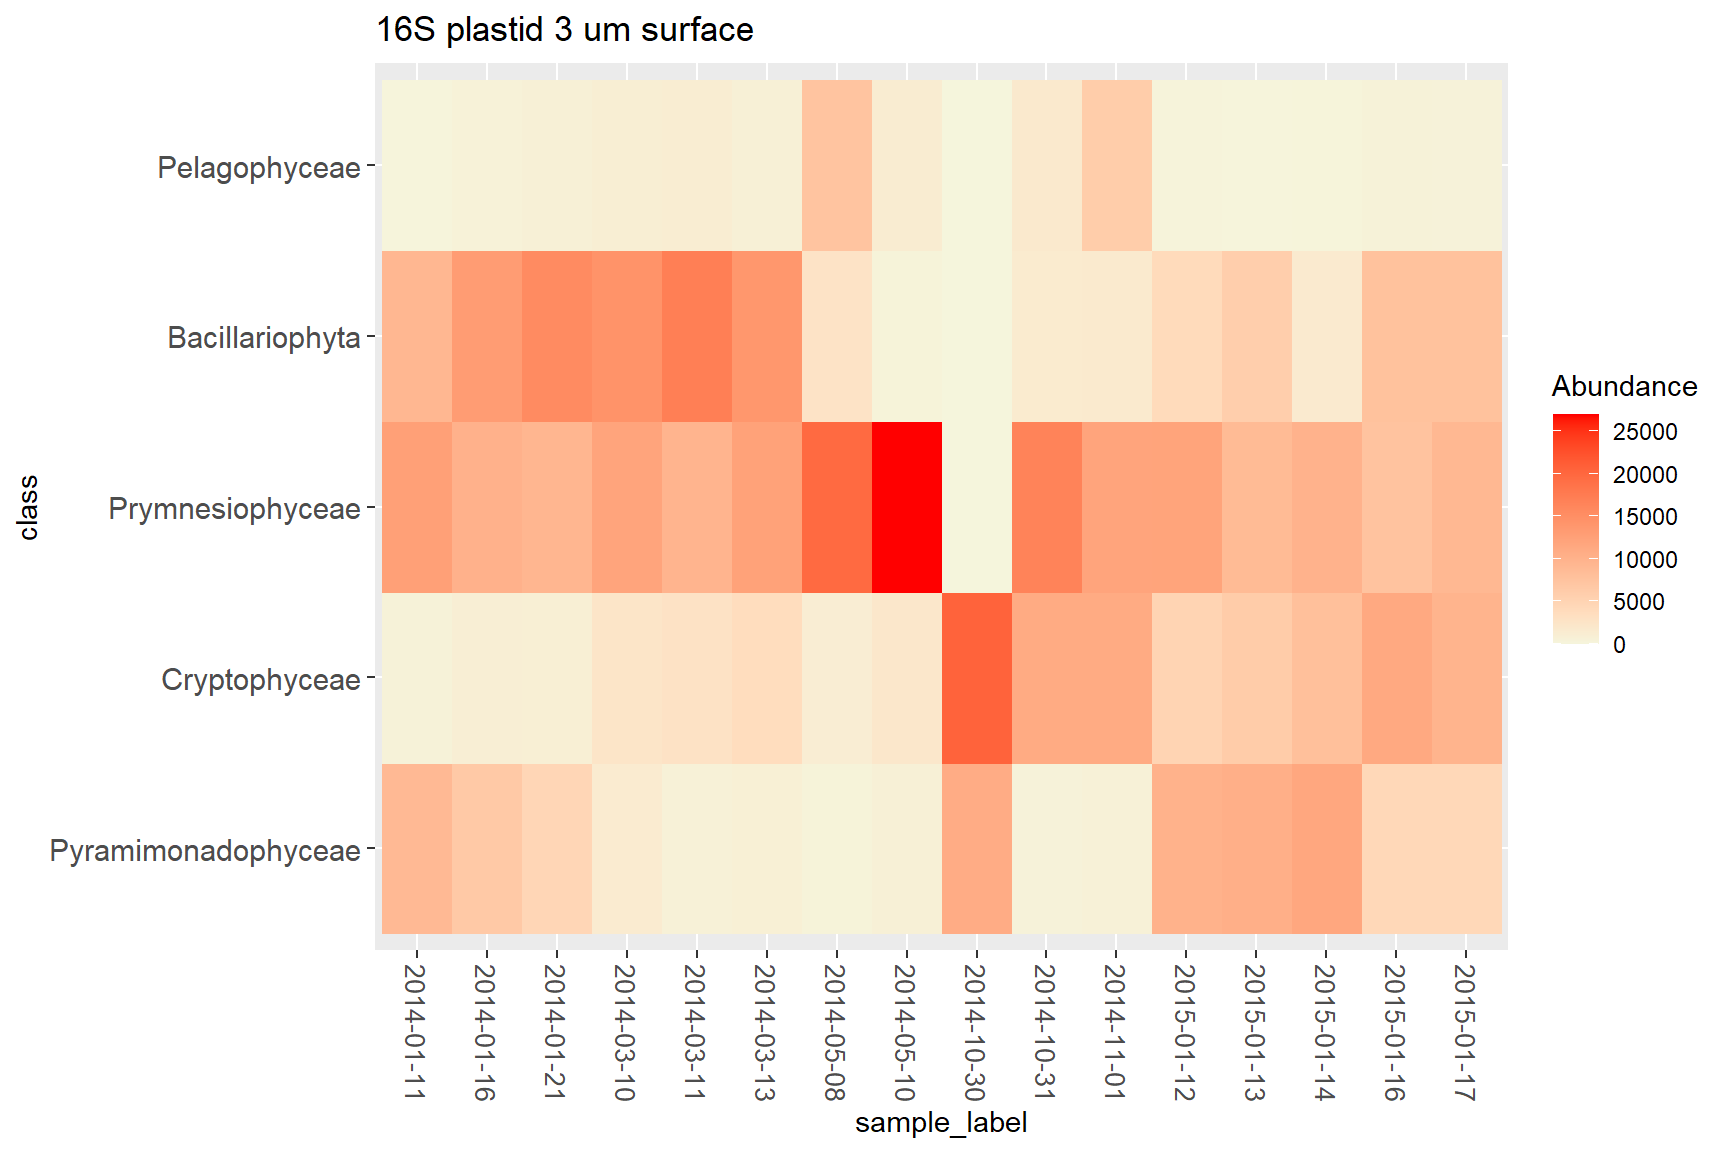 16S plastid 3 um surface
class
Pelagophyceae
Bacillariophyta
Prymnesiophyceae
Cryptophyceae
Pyramimonadophyceae
2014-01-11
2014-01-16
2014-01-21
2014-03-10
2014-03-11
2014-03-13
2014-05-08
2014-05-10
2014-10-30
2014-10-31
2014-11-01
2015-01-12
2015-01-13
2015-01-14
2015-01-16
2015-01-17
sample_label
Abundance
25000
20000
15000
10000
5000
0